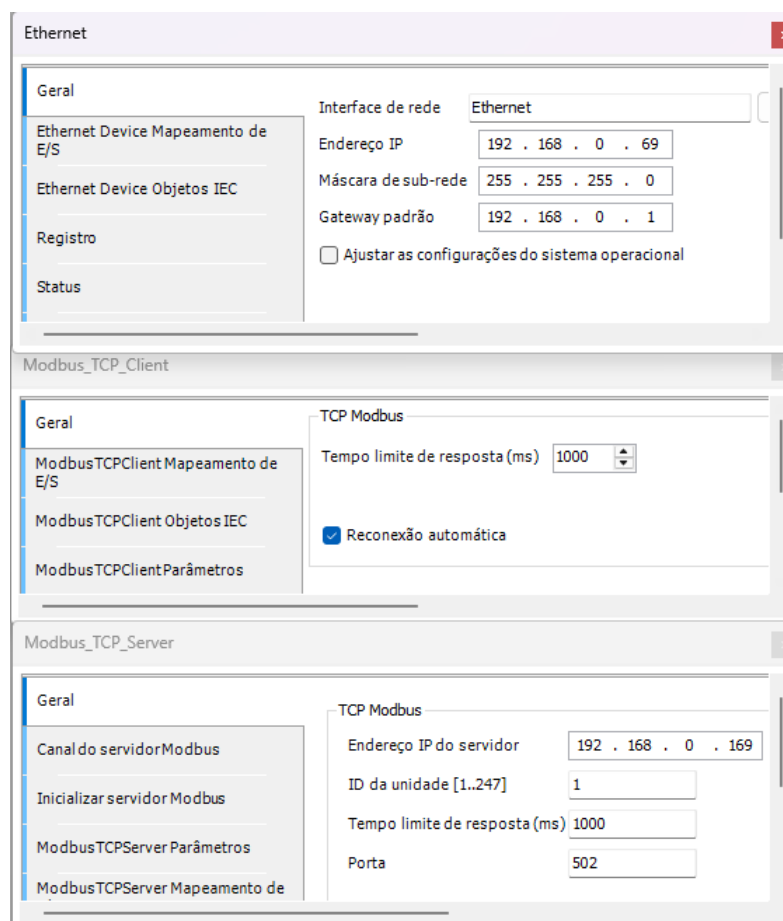 Ethernet
Geral
Ethernet Device Mapeamento de
E/S
Ethernet Device Objetos IEC
Registro
Status
Interface de rede Ethernet
Endereço IP 192 . 168 . 0 . 69
Máscara de sub-rede 255 . 255 . 255 . 0
Gateway padrão 192 . 168 . 0 . 1
Ajustar as configurações do sistema operacional
Modbus_TCP_Client
Geral
ModbusTCPClient Mapeamento de
E/S
ModbusTCPClient Objetos IEC
ModbusTCPClient Parâmetros
TCP Modbus
Tempo limite de resposta (ms) 1000
Reconexão automática
Modbus_TCP_Server
Geral
Canal do servidor Modbus
Inicializar servidor Modbus
ModbusTCPServer Parâmetros
ModbusTCPServer Mapeamento de
TCP Modbus
Endereço IP do servidor 192 . 168 . 0 . 169
ID da unidade [1..247] 1
Tempo limite de resposta (ms) 1000
Porta 502